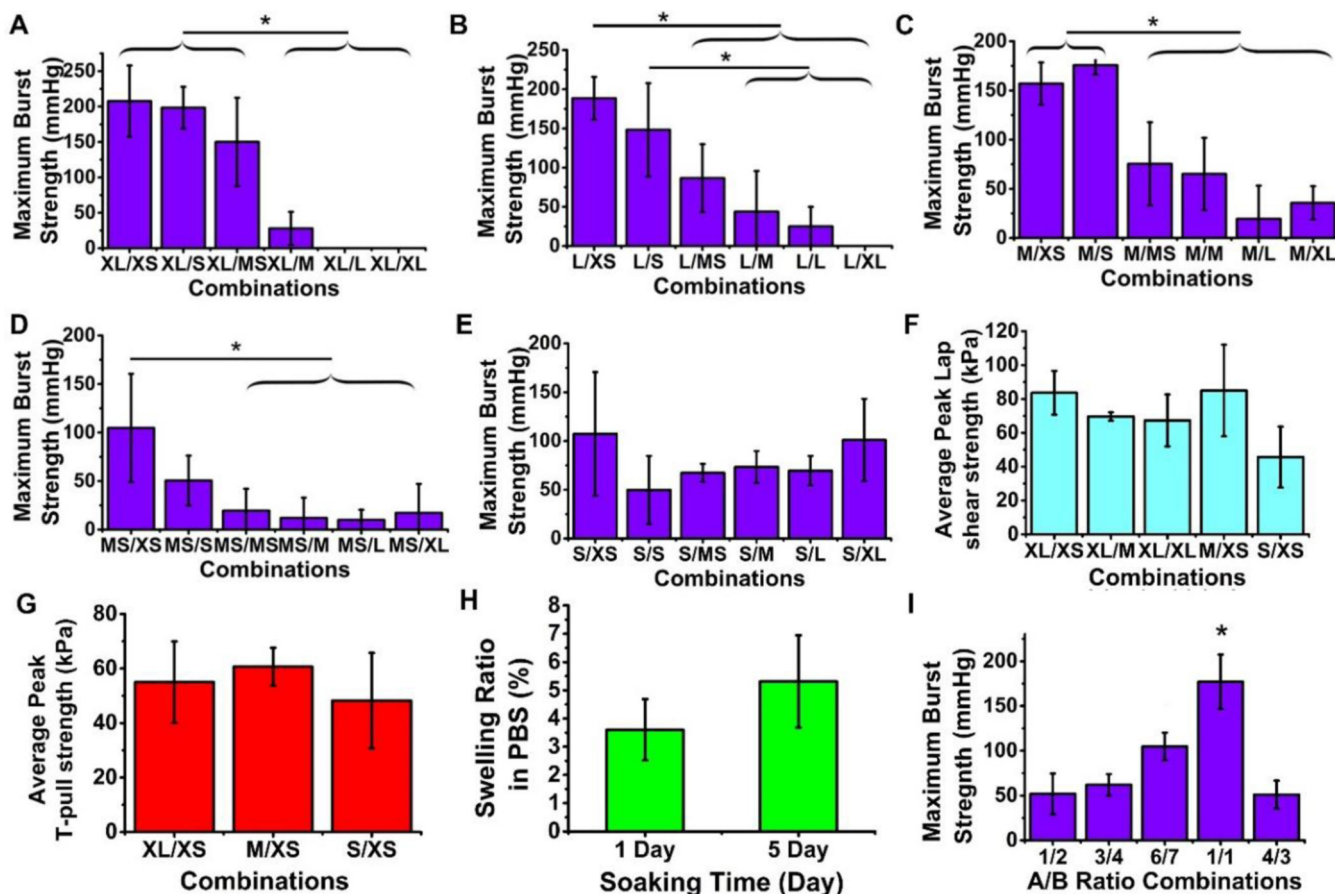 A
*
Maximum Burst
Strength (mmHg)
250
200
150
100
50
0
XL/XS XL/S XL/MS XL/M XL/L XL/XL
Combinations
B
*
*
Maximum Burst
Strength (mmHg)
250
200
150
100
50
0
L/XS L/S L/MS L/M L/L L/XL
Combinations
C
*
Maximum Burst
Strength (mmHg)
200
150
100
50
0
M/XS M/S M/MS M/M M/L M/XL
Combinations
D
*
Maximum Burst
Strength (mmHg)
200
150
100
50
0
MS/XS MS/S MS/MS MS/M MS/L MS/XL
Combinations
E
Maximum Burst
Strength (mmHg)
200
150
100
50
0
S/XS S/S S/MS S/M S/L S/XL
Combinations
F
Average Peak Lap
shear strength (kPa)
120
100
80
60
40
20
0
XL/XS XL/M XL/XL M/XS S/XS
Combinations
G
Average Peak
T-pull strength (kPa)
80
60
40
20
0
XL/XS M/XS S/XS
Combinations
H
Swelling Ratio
in PBS (%)
8
7
6
5
4
3
2
1
0
1 Day 5 Day
Soaking Time (Day)
I
*
Maximum Burst
Stregnth (mmHg)
200
150
100
50
0
1/2 3/4 6/7 1/1 4/3
A/B Ratio Combinations